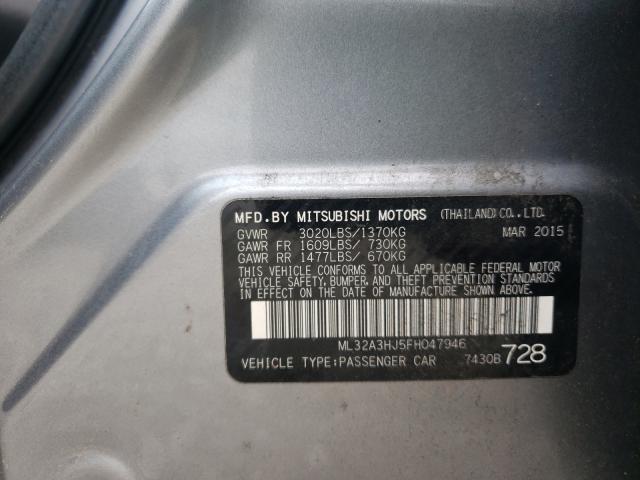 MFD.BY MITSUBISHI MOTORS (THAILAND)CO.,LTD.
GVWR 3020LBS/1370KG MAR 2015
GAWR FR 1609LBS/ 730KG
GAWR RR 1477LBS/ 670KG
THIS VEHICLE CONFORMS TO ALL APPLICABLE FEDERAL MOTOR
VEHICLE SAFETY, BUMPER, AND THEFT PREVENTION STANDARDS
IN EFFECT ON THE DATE OF MANUFACTURE SHOWN ABOVE.
ML32A3HJ5FH047946
VEHICLE TYPE:PASSENGER CAR 7430B 728